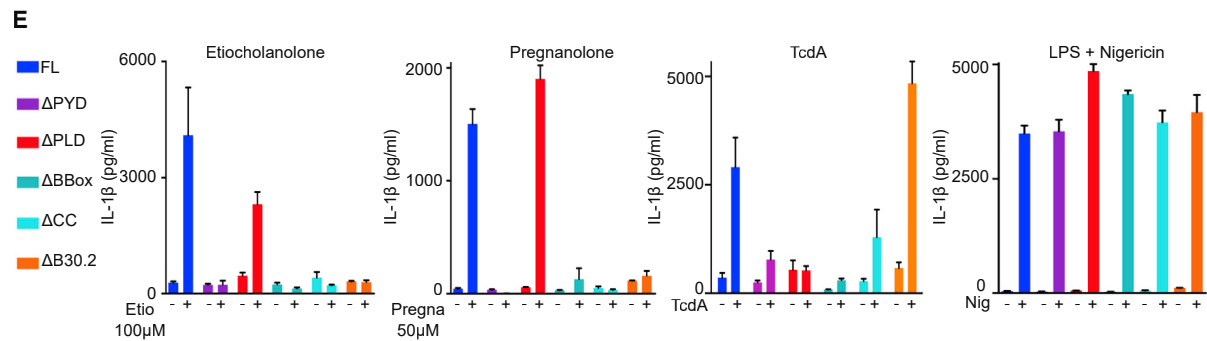 E
FL
ΔPYD
ΔPLD
ΔBBox
ΔCC
ΔB30.2
Etiocholanolone
IL-1β (pg/ml)
6000
3000
0
- + - + - + - + - + - +
Etio
100μM
Pregnanolone
IL-1β (pg/ml)
2000
1000
0
- + - + - + - + - + - +
Pregna
50μM
TcdA
IL-1β (pg/ml)
5000
2500
0
TcdA - + - + - + - + - + - +
LPS + Nigericin
IL-1β (pg/ml)
5000
2500
0
Nig - + - + - + - + - + - +